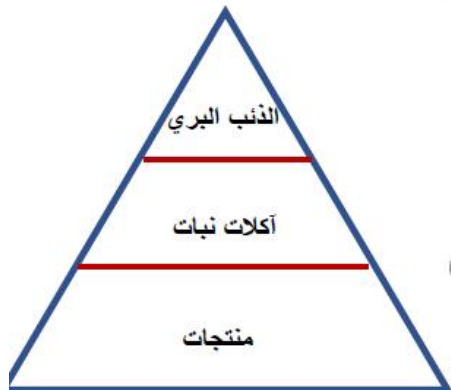 الذئب البري
آكلات نبات
منتجات